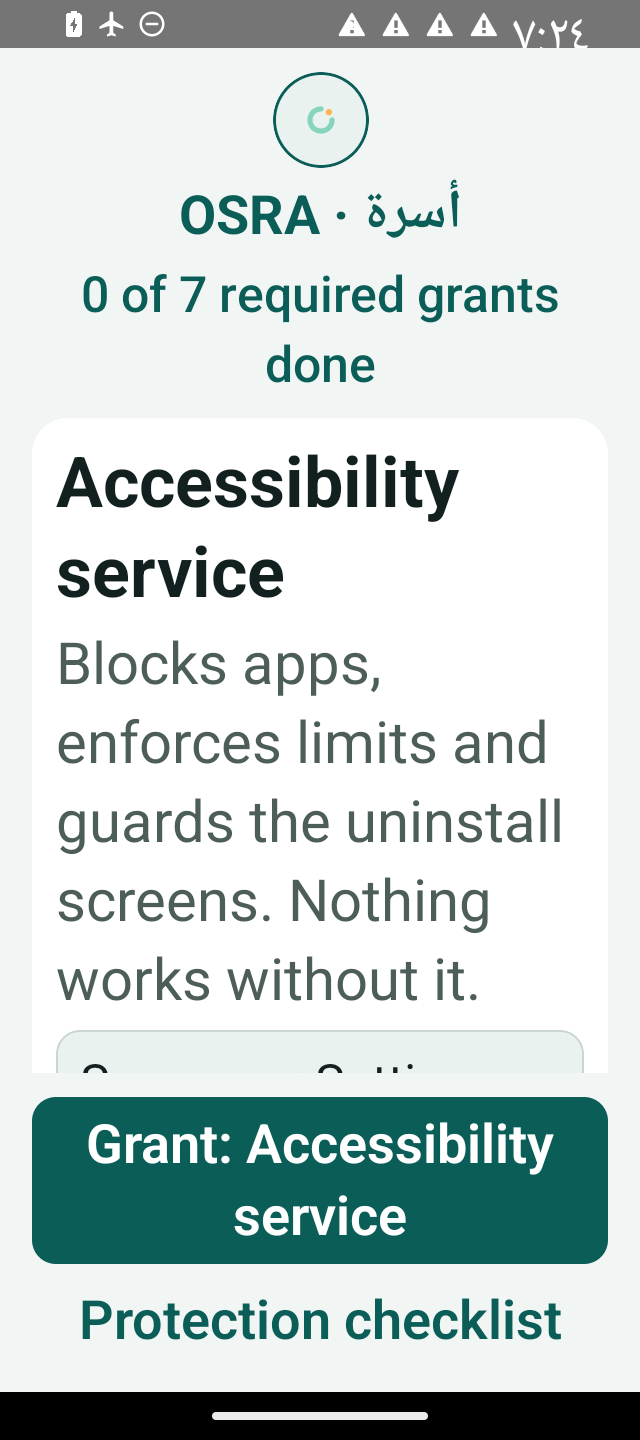 ٧:٢٤
OSRA · أسرة
0 of 7 required grants
done
Accessibility
service
Blocks apps,
enforces limits and
guards the uninstall
screens. Nothing
works without it.
Grant: Accessibility
service
Protection checklist